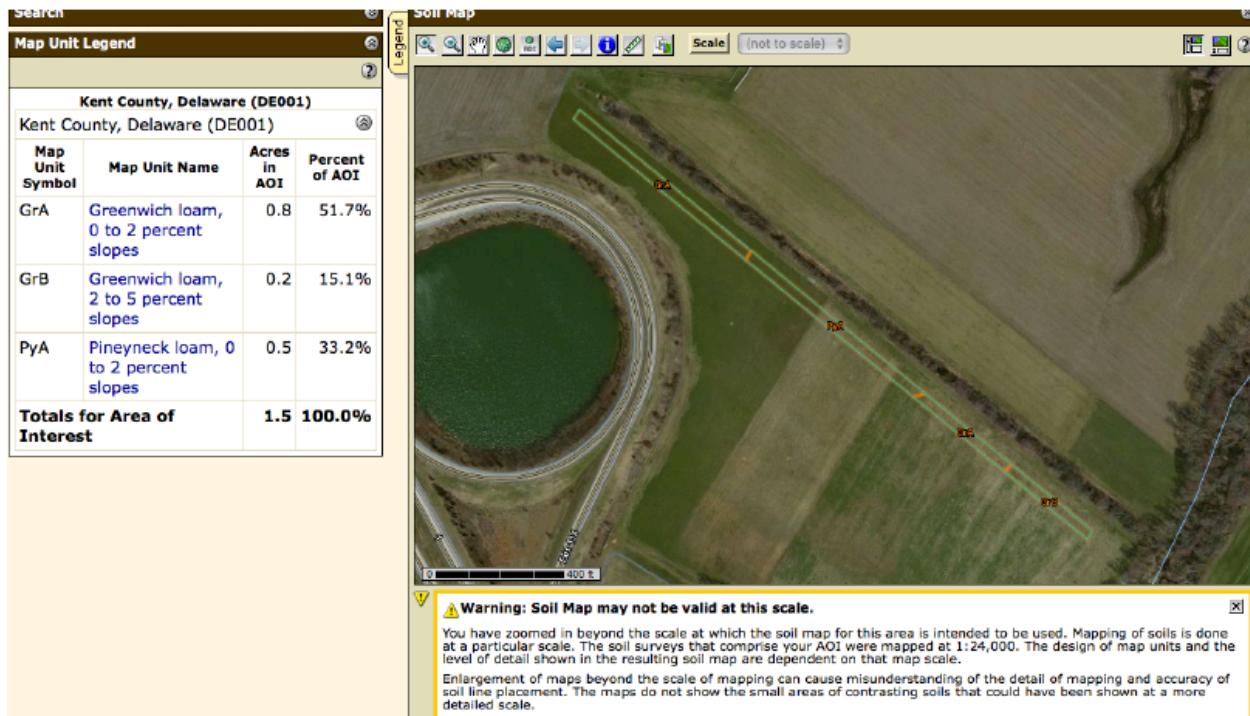 Search
Map Unit Legend
Kent County, Delaware (DE001)
Kent County, Delaware (DE001)
Map Unit Symbol Map Unit Name Acres in AOI Percent of AOI
GrA Greenwich loam, 0 to 2 percent slopes 0.8 51.7%
GrB Greenwich loam, 2 to 5 percent slopes 0.2 15.1%
PyA Pineyneck loam, 0 to 2 percent slopes 0.5 33.2%
Totals for Area of Interest 1.5 100.0%
Legend
Soil Map
Scale (not to scale)
GrA
PyA
GrA
GrB
0 400 ft
Warning: Soil Map may not be valid at this scale.
You have zoomed in beyond the scale at which the soil map for this area is intended to be used. Mapping of soils is done
at a particular scale. The soil surveys that comprise your AOI were mapped at 1:24,000. The design of map units and the
level of detail shown in the resulting soil map are dependent on that map scale.
Enlargement of maps beyond the scale of mapping can cause misunderstanding of the detail of mapping and accuracy of
soil line placement. The maps do not show the small areas of contrasting soils that could have been shown at a more
detailed scale.